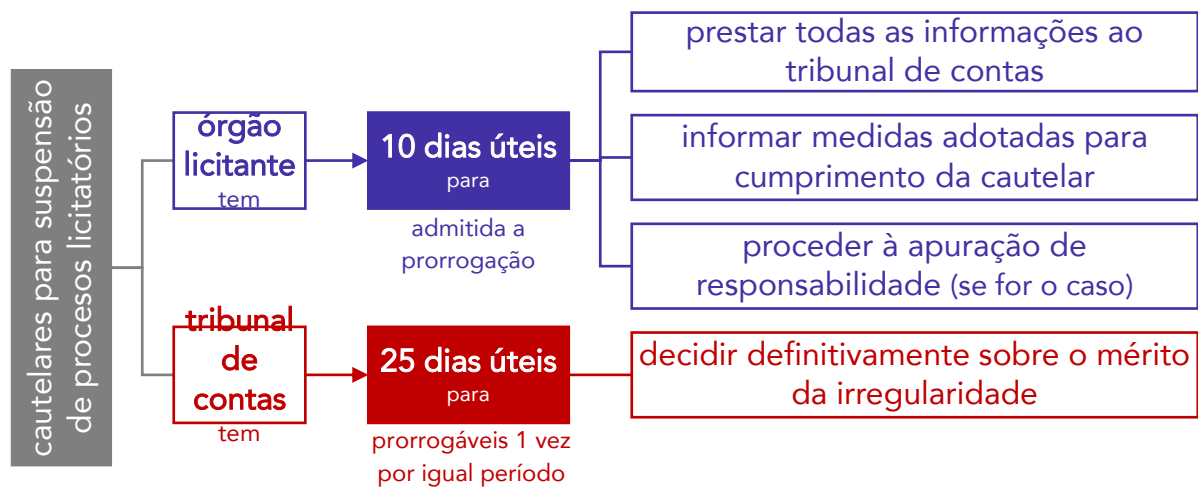 cautelares para suspensão
de procesos licitatórios
órgão
licitante
tem
10 dias úteis
para
admitida a
prorrogação
prestar todas as informações ao
tribunal de contas
informar medidas adotadas para
cumprimento da cautelar
proceder à apuração de
responsabilidade (se for o caso)
tribunal
de
contas
tem
25 dias úteis
para
prorrogáveis 1 vez
por igual período
decidir definitivamente sobre o mérito
da irregularidade